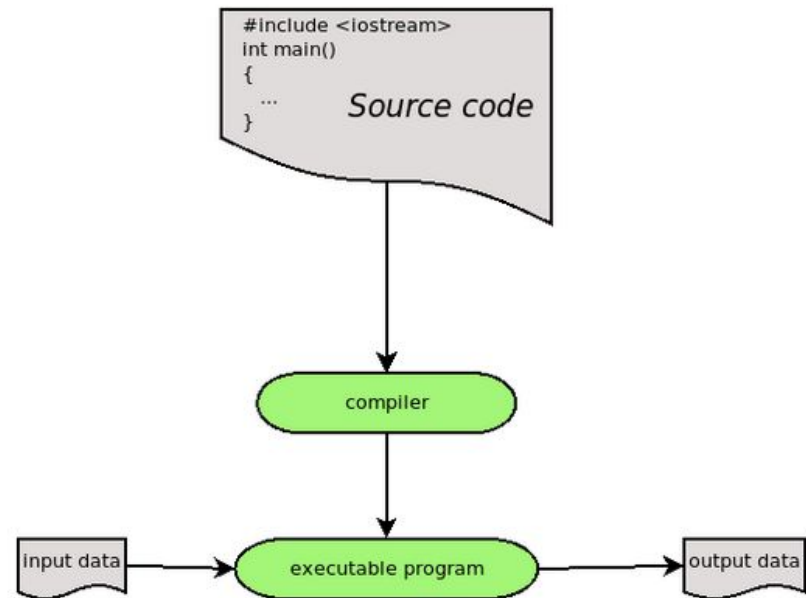 #include <iostream>
int main()
{
...
}
Source code
compiler
input data
executable program
output data